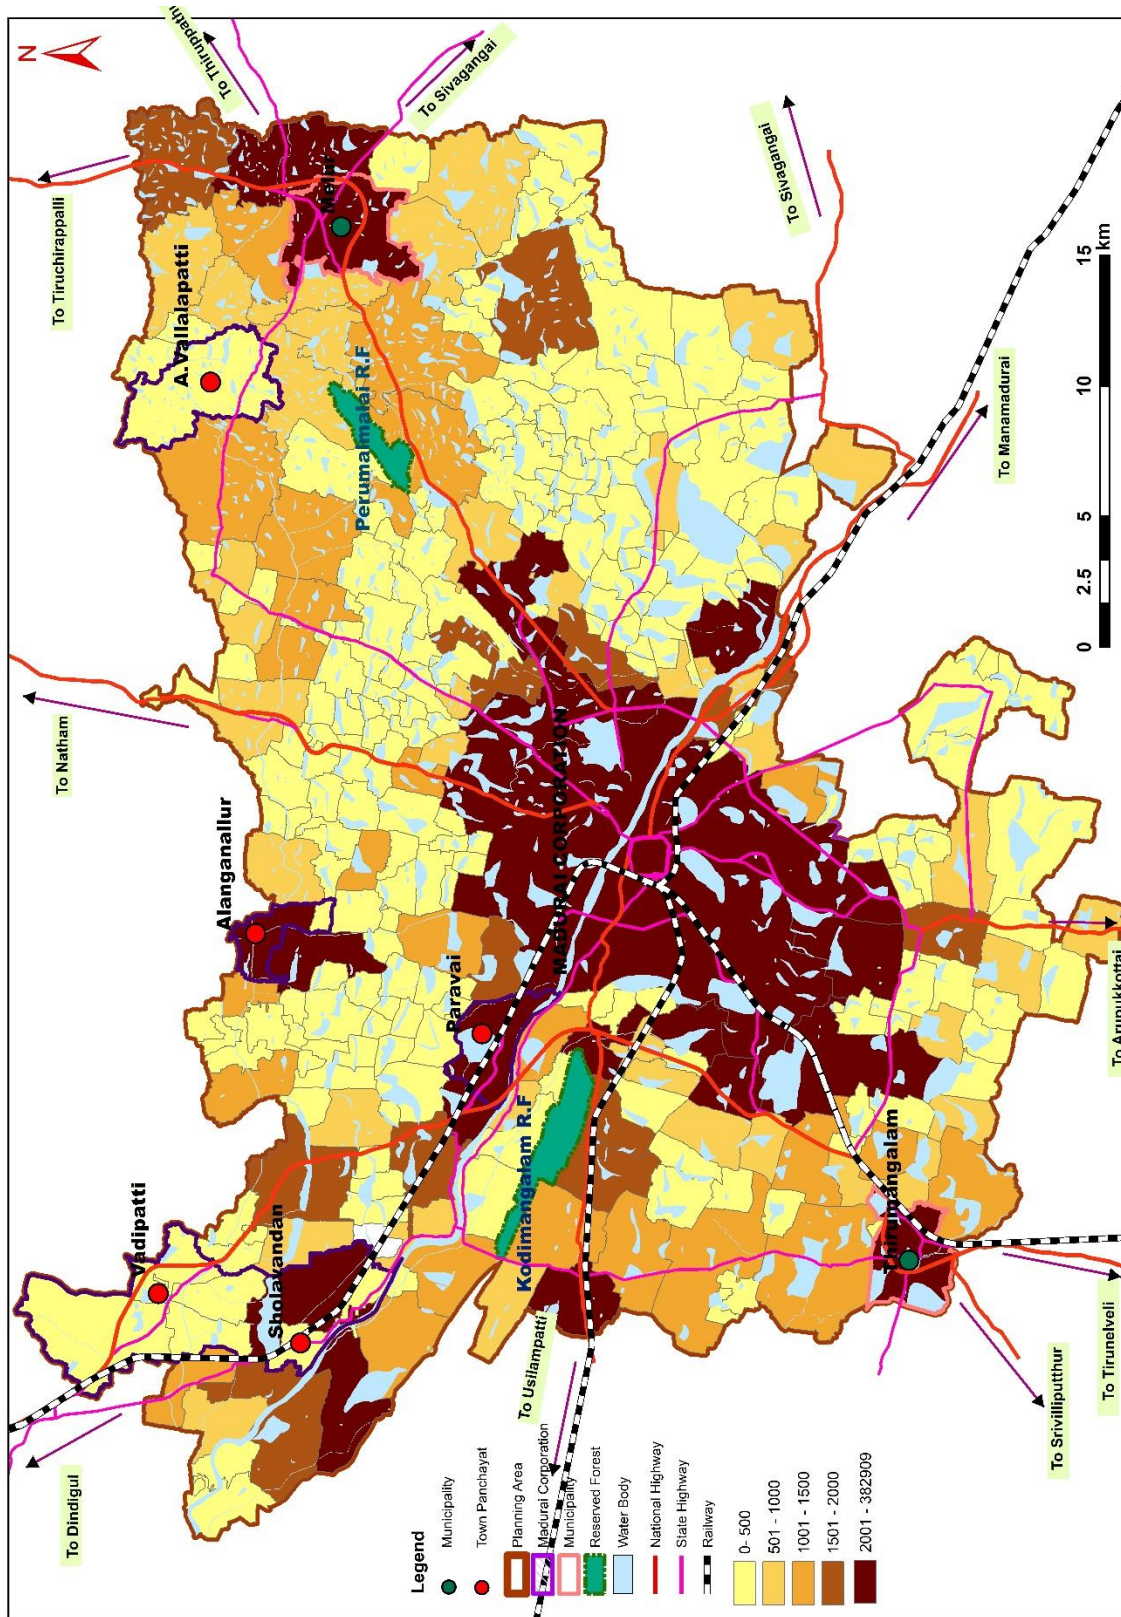 N
To Dindigul
To Natham
To Tiruchirappalli
To Thiruppathi
To Sivagangai
To Sivagangai
Vadipatti
Sholavandan
Alanganallur
Paravai
A.Vallalapatti
Melur
Perumalmalai R.F
Kodimangalam R.F
MADURAI CORPORATION
Thirumangalam
To Usilampatti
To Srivilliputthur
To Tirunelveli
To Arupukkottai
To Manamadurai
0 2.5 5 10 15
km
Legend
Municipality
Town Panchayat
Planning Area
Madurai Corporation
Municipality
Reserved Forest
Water Body
National Highway
State Highway
Railway
0- 500
501 - 1000
1001 - 1500
1501 - 2000
2001 - 382909